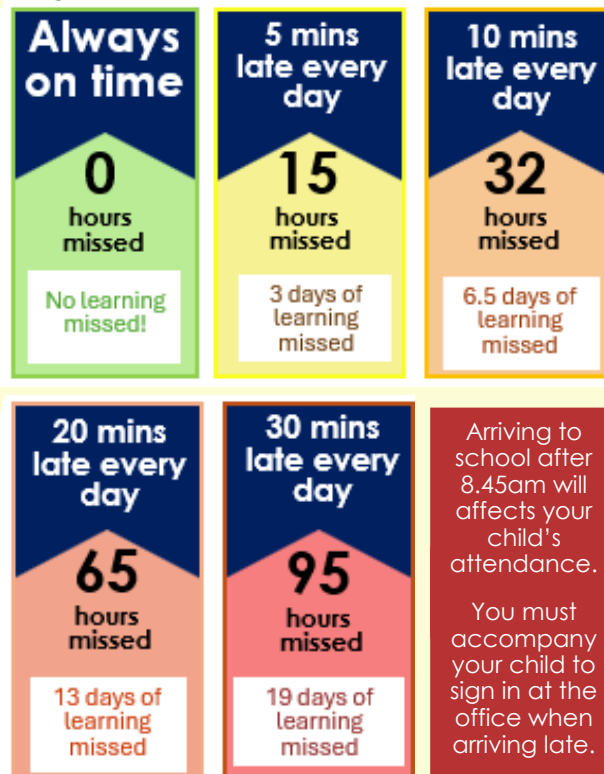 Always
on time
0
hours
missed
No learning
missed!
5 mins
late every
day
15
hours
missed
3 days of
learning
missed
10 mins
late every
day
32
hours
missed
6.5 days of
learning
missed
20 mins
late every
day
65
hours
missed
13 days of
learning
missed
30 mins
late every
day
95
hours
missed
19 days of
learning
missed
Arriving to
school after
8.45am will
affects your
child's
attendance.
You must
accompany
your child to
sign in at the
office when
arriving late.